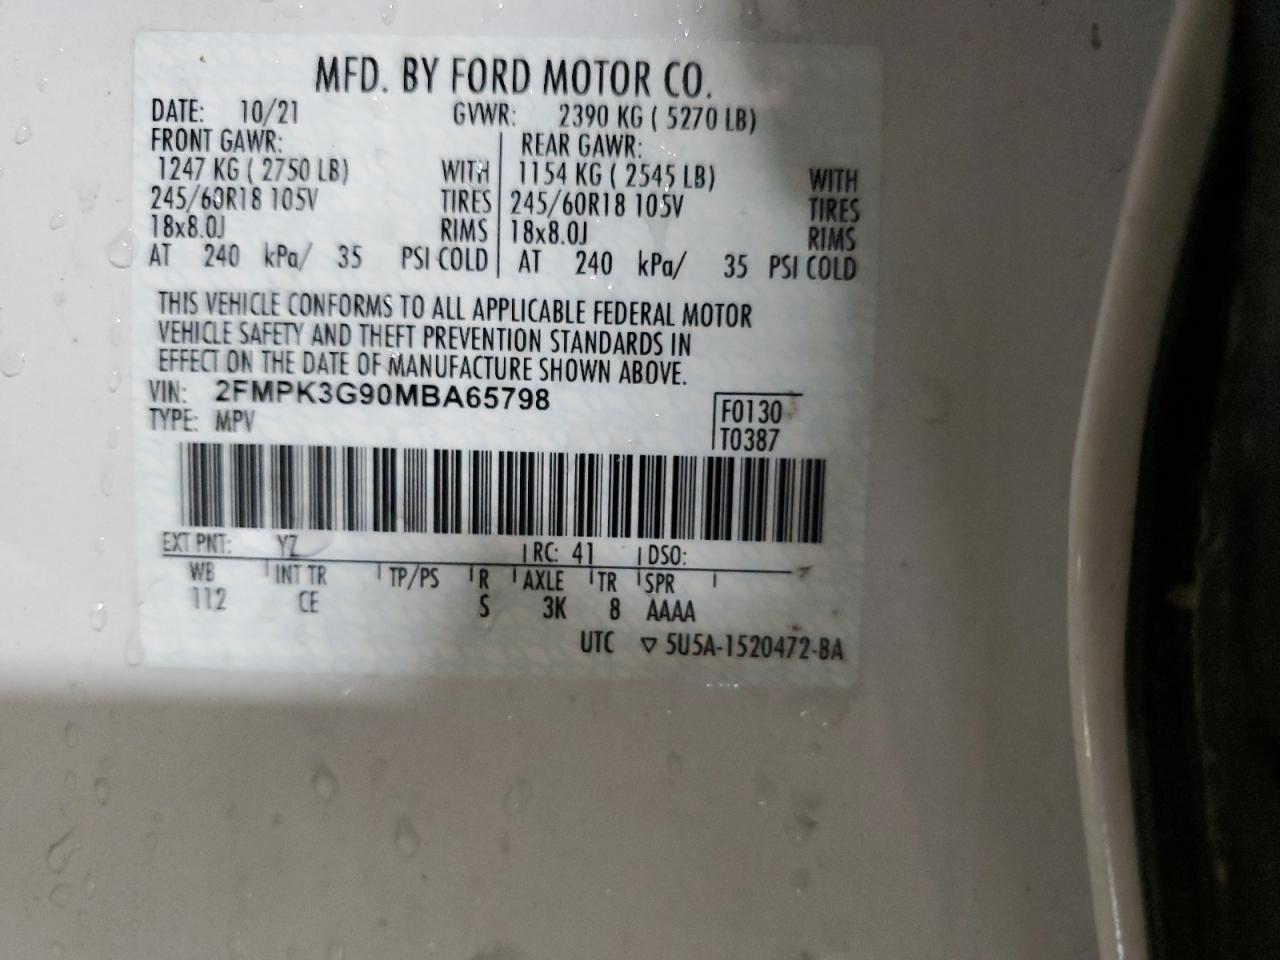 MFD. BY FORD MOTOR CO.
DATE: 10/21 GVWR: 2390 KG ( 5270 LB)
FRONT GAWR: REAR GAWR:
1247 KG ( 2750 LB) WITH 1154 KG ( 2545 LB) WITH
245/60R18 105V TIRES 245/60R18 105V TIRES
18x8.0J RIMS 18x8.0J RIMS
AT 240 kPa/ 35 PSI COLD AT 240 kPa/ 35 PSI COLD
THIS VEHICLE CONFORMS TO ALL APPLICABLE FEDERAL MOTOR
VEHICLE SAFETY AND THEFT PREVENTION STANDARDS IN
EFFECT ON THE DATE OF MANUFACTURE SHOWN ABOVE.
VIN: 2FMPK3G90MBA65798 F0130
TYPE: MPV T0387
EXT PNT: YZ RC: 41 DSO:
WB INT TR TP/PS R AXLE TR SPR
112 CE S 3K 8 AAAA
UTC ▽ 5U5A-1520472-BA